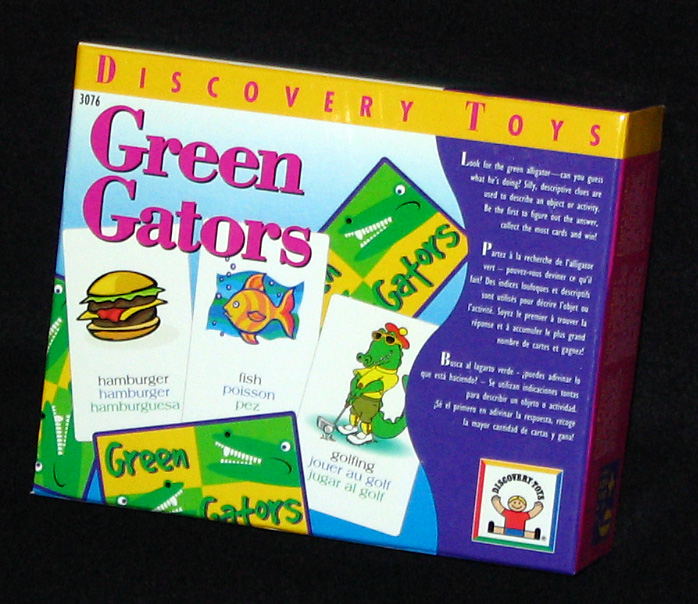 DISCOVERY TOYS
3076
Green
Gators
hamburger
hamburger
hamburguesa
fish
poisson
pez
golfing
jouer au golf
jugar al golf
Gators
Green
Gators
Look for the green alligator—can you guess
what he's doing? Silly, descriptive clues are
used to describe an object or activity.
Be the first to figure out the answer,
collect the most cards and win!
Partez à la recherche de l'alligator
vert – pouvez-vous deviner ce qu'il
fait? Des indices loufoques et descriptifs
sont utilisés pour décrire l'objet ou
l'activité. Soyez le premier à trouver la
réponse et à accumuler le plus grand
nombre de cartes et gagnez!
Busca al lagarto verde – ¿puedes adivinar lo
que está haciendo? – Se utilizan indicaciones tontas
para describir un objeto o actividad.
¡Sé el primero en adivinar la respuesta, recoge
la mayor cantidad de cartas y gana!
DISCOVERY TOYS